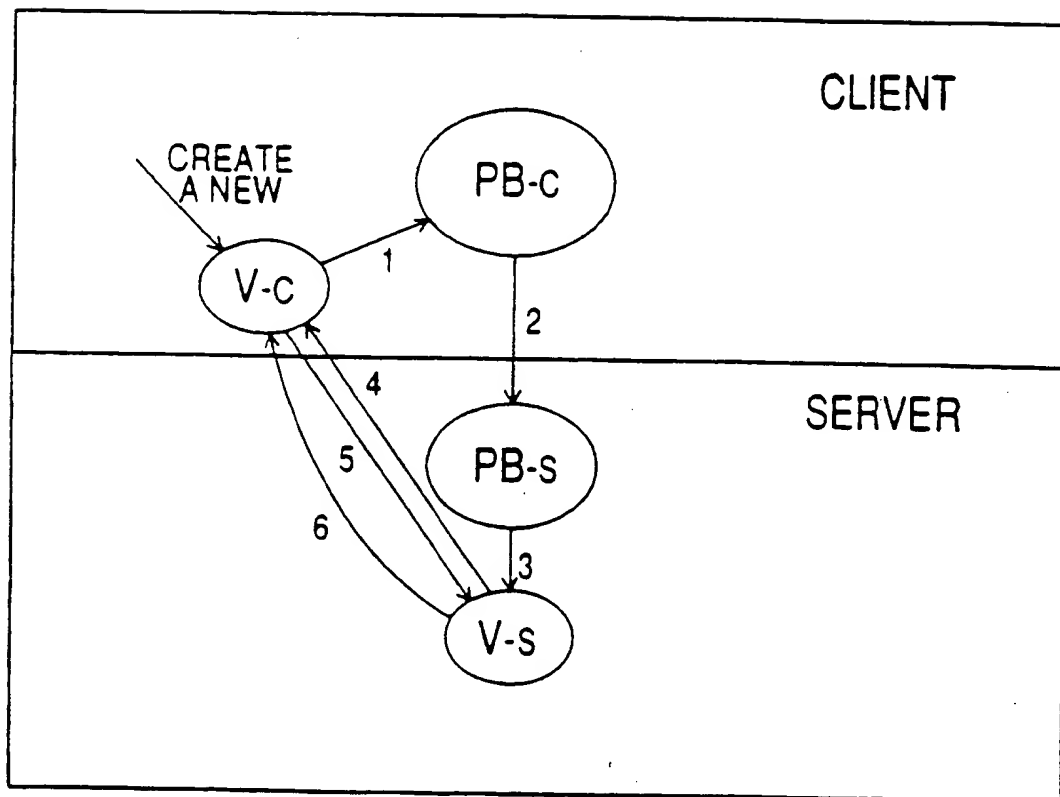 CLIENT
CREATE
A NEW
PB-C
1
V-C
2
4
SERVER
5
PB-S
6
3
V-S